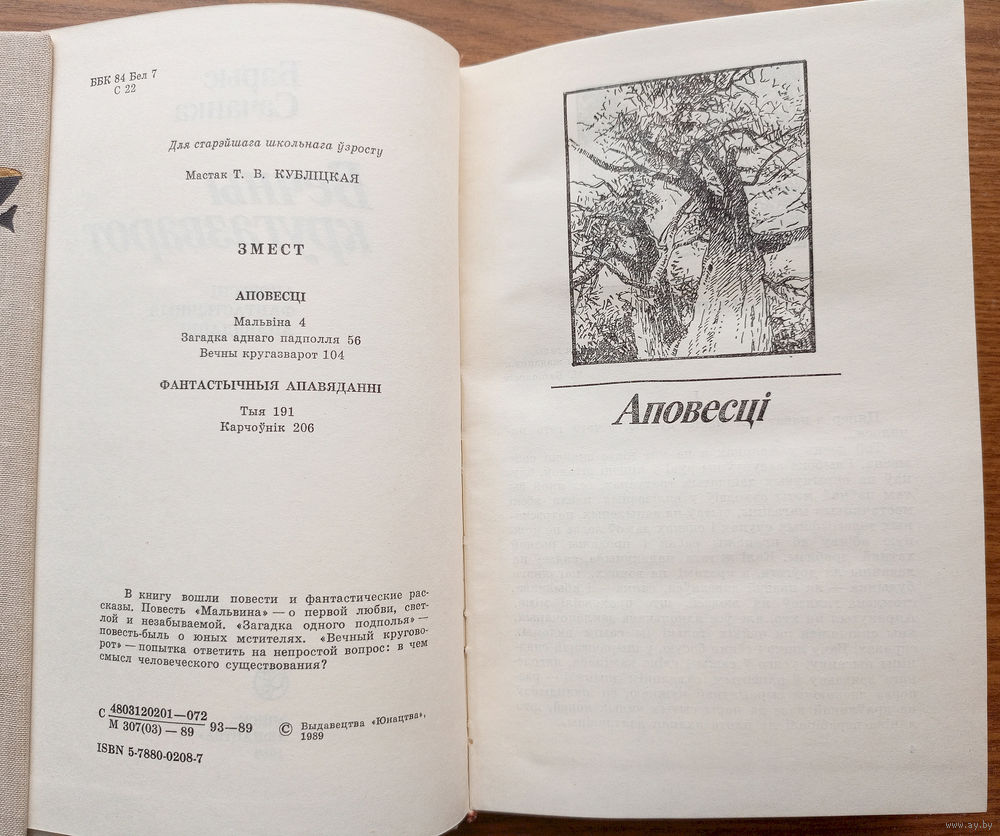 ББК 84 Бел 7
С 22
Для старэйшага школьнага ўзросту
Мастак Т. В. КУБЛІЦКАЯ
ЗМЕСТ
АПОВЕСЦІ
Мальвіна 4
Загадка аднаго падполля 56
Вечны кругазварот 104
ФАНТАСТЫЧНЫЯ АПАВЯДАННІ
Тыя 191
Карчоўнік 206
В книгу вошли повести и фантастические рас-
сказы. Повесть «Мальвина» — о первой любви, свет-
лой и незабываемой. «Загадка одного подполья» —
повесть-быль о юных мстителях. «Вечный кругово-
рот» — попытка ответить на непростой вопрос: в чем
смысл человеческого существования?
С 4803120201—072
М 307(03) — 89 93—89
© Выдавецтва «Юнацтва»,
1989
ISBN 5-7880-0208-7
Аповесці
www.ay.by